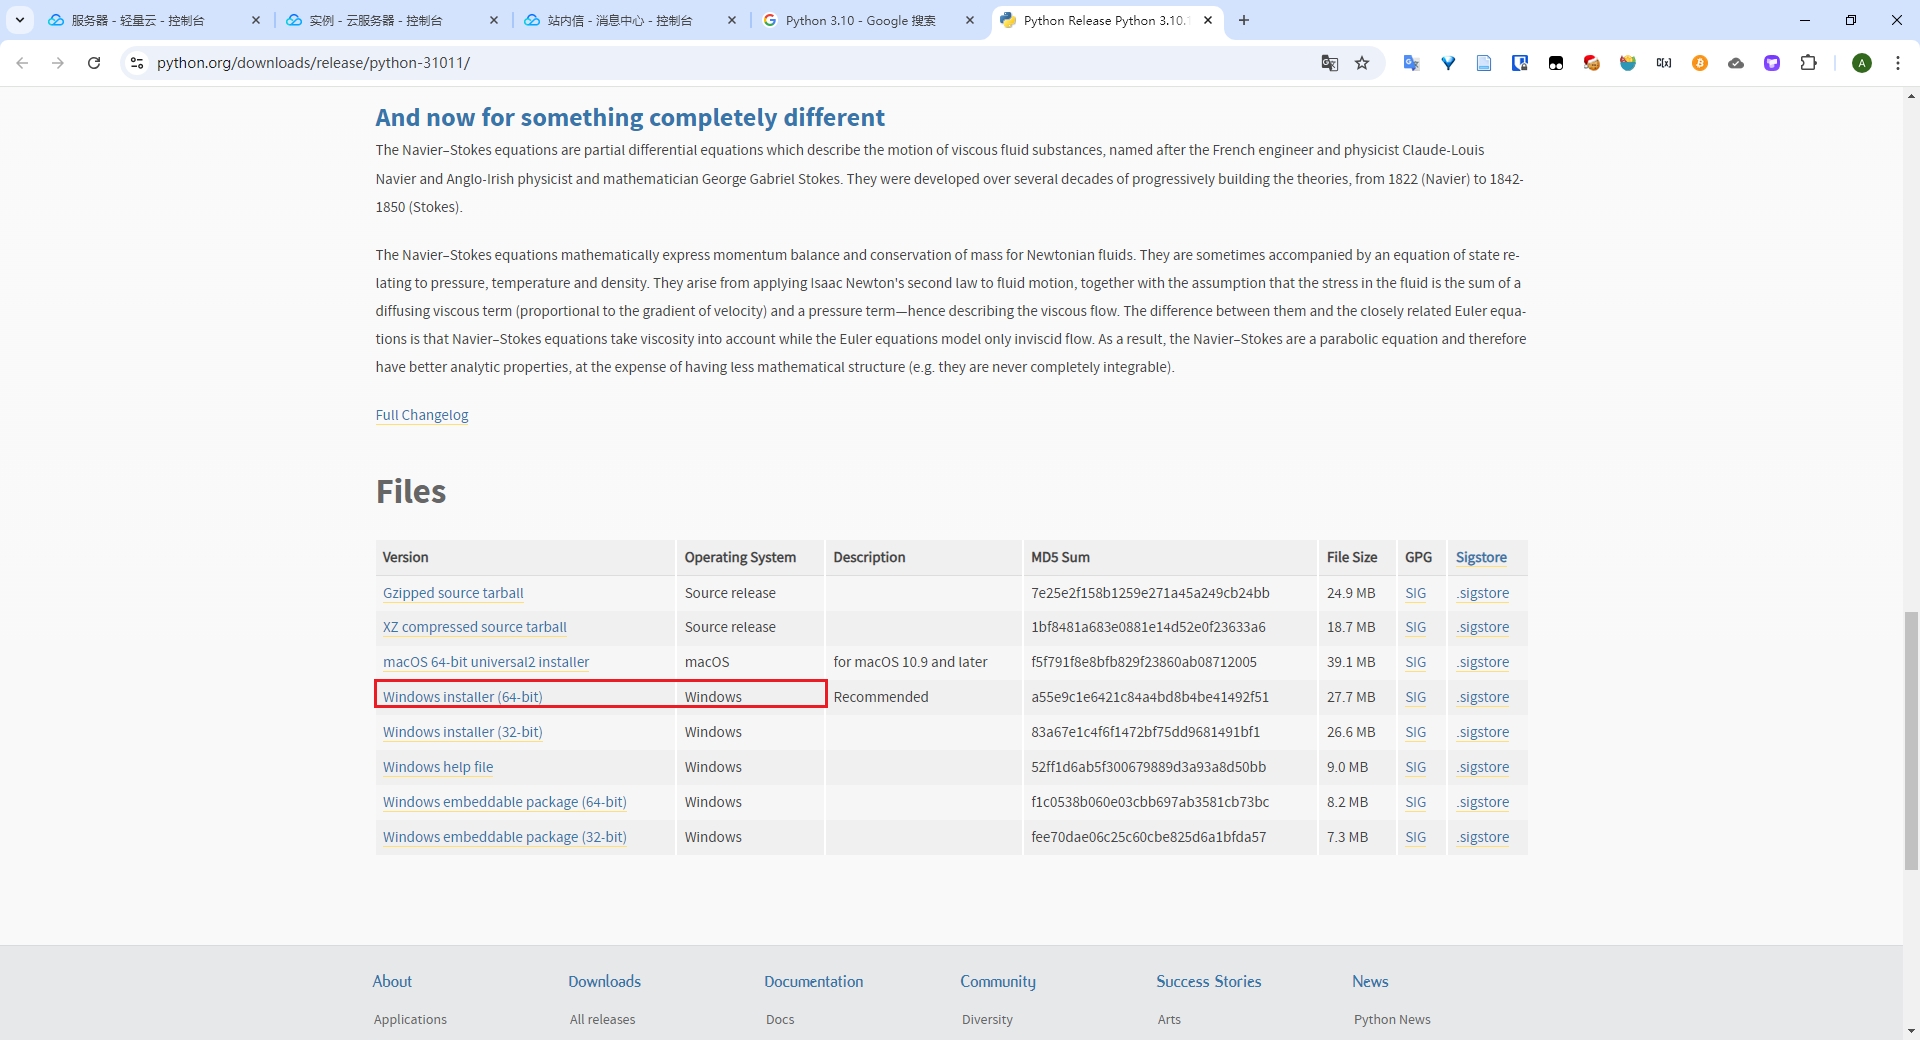 服务器 - 轻量云 - 控制台
实例 - 云服务器 - 控制台
站内信 - 消息中心 - 控制台
Python 3.10 - Google 搜索
Python Release Python 3.10.1
python.org/downloads/release/python-31011/
C[x]
A
And now for something completely different
The Navier–Stokes equations are partial differential equations which describe the motion of viscous fluid substances, named after the French engineer and physicist Claude-Louis
Navier and Anglo-Irish physicist and mathematician George Gabriel Stokes. They were developed over several decades of progressively building the theories, from 1822 (Navier) to 1842-
1850 (Stokes).
The Navier–Stokes equations mathematically express momentum balance and conservation of mass for Newtonian fluids. They are sometimes accompanied by an equation of state re-
lating to pressure, temperature and density. They arise from applying Isaac Newton's second law to fluid motion, together with the assumption that the stress in the fluid is the sum of a
diffusing viscous term (proportional to the gradient of velocity) and a pressure term—hence describing the viscous flow. The difference between them and the closely related Euler equa-
tions is that Navier–Stokes equations take viscosity into account while the Euler equations model only inviscid flow. As a result, the Navier–Stokes are a parabolic equation and therefore
have better analytic properties, at the expense of having less mathematical structure (e.g. they are never completely integrable).
Full Changelog
Files
Version Operating System Description MD5 Sum File Size GPG Sigstore
Gzipped source tarball Source release 7e25e2f158b1259e271a45a249cb24bb 24.9 MB SIG .sigstore
XZ compressed source tarball Source release 1bf8481a683e0881e14d52e0f23633a6 18.7 MB SIG .sigstore
macOS 64-bit universal2 installer macOS for macOS 10.9 and later f5f791f8e8bfb829f23860ab08712005 39.1 MB SIG .sigstore
Windows installer (64-bit) Windows Recommended a55e9c1e6421c84a4bd8b4be41492f51 27.7 MB SIG .sigstore
Windows installer (32-bit) Windows 83a67e1c4f6f1472bf75dd9681491bf1 26.6 MB SIG .sigstore
Windows help file Windows 52ff1d6ab5f300679889d3a93a8d50bb 9.0 MB SIG .sigstore
Windows embeddable package (64-bit) Windows f1c0538b060e03cbb697ab3581cb73bc 8.2 MB SIG .sigstore
Windows embeddable package (32-bit) Windows fee70dae06c25c60cbe825d6a1bfda57 7.3 MB SIG .sigstore
About Downloads Documentation Community Success Stories News
Applications All releases Docs Diversity Arts Python News